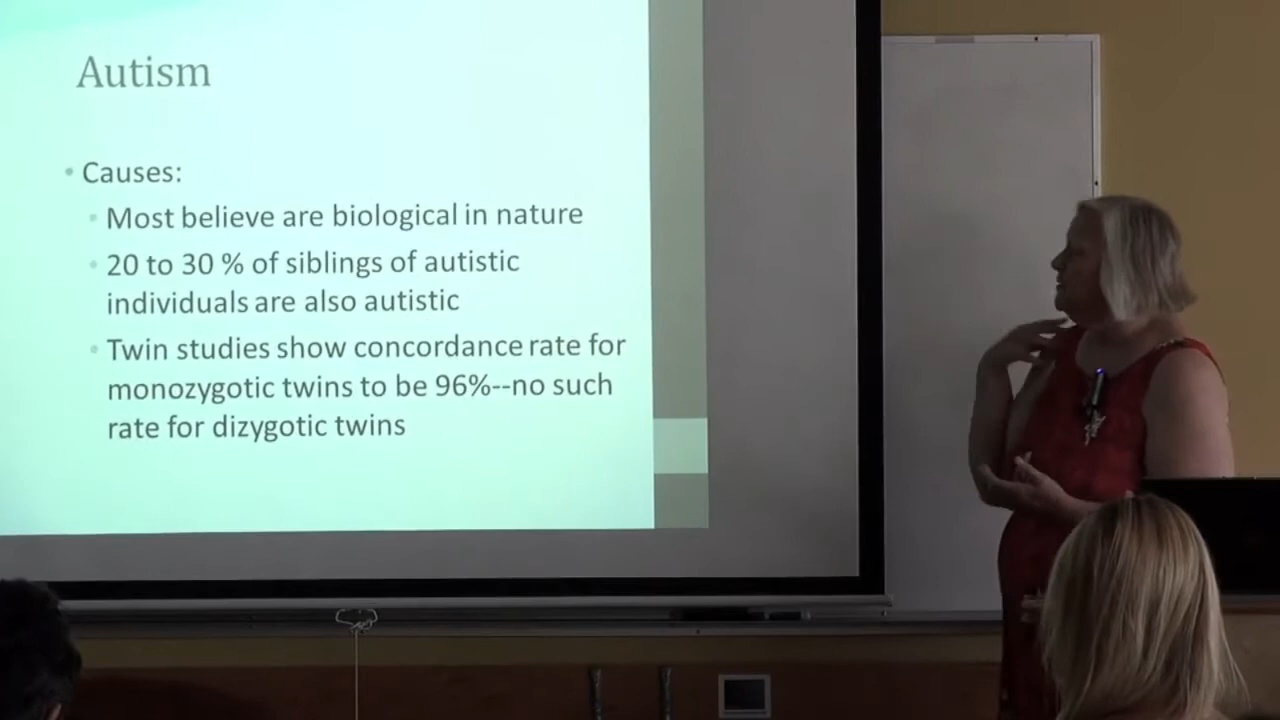 Autism
• Causes:
• Most believe are biological in nature
• 20 to 30 % of siblings of autistic
individuals are also autistic
• Twin studies show concordance rate for
monozygotic twins to be 96%--no such
rate for dizygotic twins